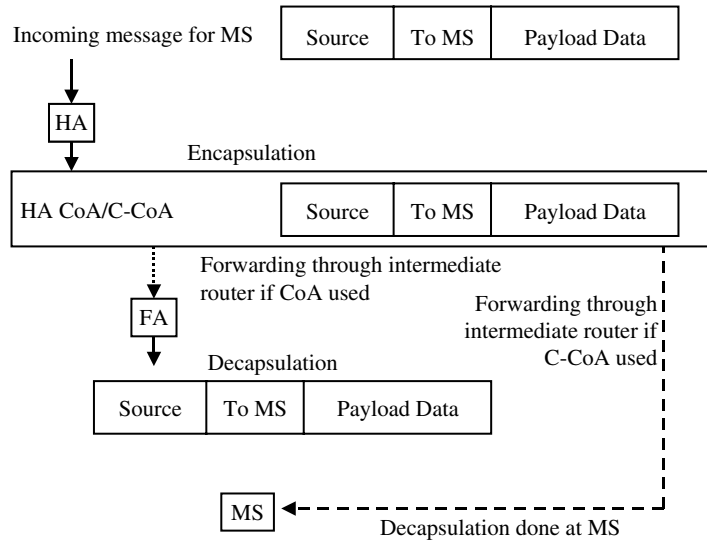 Incoming message for MS
Source To MS Payload Data
HA
Encapsulation
HA CoA/C-CoA
Source To MS Payload Data
Forwarding through intermediate
router if CoA used
Forwarding through
intermediate router if
C-CoA used
FA
Decapsulation
Source To MS Payload Data
MS
Decapsulation done at MS